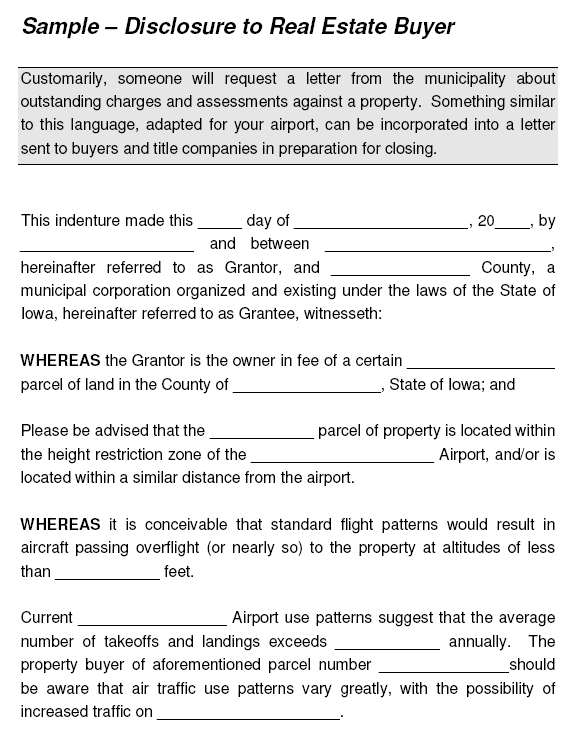 Sample – Disclosure to Real Estate Buyer
Customarily, someone will request a letter from the municipality about
outstanding charges and assessments against a property. Something similar
to this language, adapted for your airport, can be incorporated into a letter
sent to buyers and title companies in preparation for closing.
This indenture made this _____ day of ____________________, 20____, by
____________________ and between __________________________,
hereinafter referred to as Grantor, and ________________ County, a
municipal corporation organized and existing under the laws of the State of
Iowa, hereinafter referred to as Grantee, witnesseth:
WHEREAS the Grantor is the owner in fee of a certain _________________
parcel of land in the County of _________________, State of Iowa; and
Please be advised that the ____________ parcel of property is located within
the height restriction zone of the _____________________ Airport, and/or is
located within a similar distance from the airport.
WHEREAS it is conceivable that standard flight patterns would result in
aircraft passing overflight (or nearly so) to the property at altitudes of less
than ____________ feet.
Current _________________ Airport use patterns suggest that the average
number of takeoffs and landings exceeds ____________ annually. The
property buyer of aforementioned parcel number _______________should
be aware that air traffic use patterns vary greatly, with the possibility of
increased traffic on _____________________.